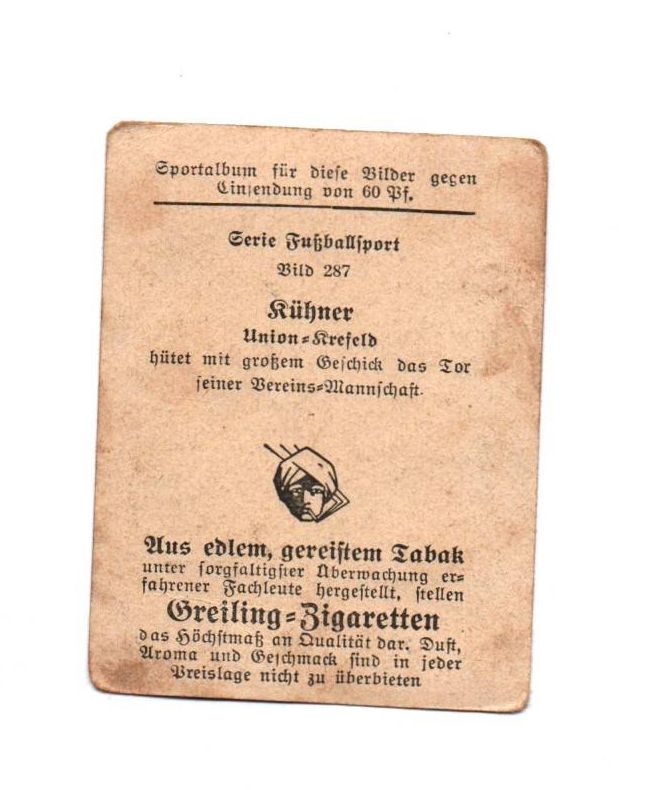 Sportalbum für diese Bilder gegen
Einsendung von 60 Pf.
Serie Fußballsport
Bild 287
Kühner
Union=Krefeld
hütet mit großem Geschick das Tor
seiner Vereins=Mannschaft.
Aus edlem, gereiftem Tabak
unter sorgfältigster Überwachung er=
fahrener Fachleute hergestellt, stellen
Greiling=Zigaretten
das Höchstmaß an Qualität dar. Duft,
Aroma und Geschmack sind in jeder
Preislage nicht zu überbieten